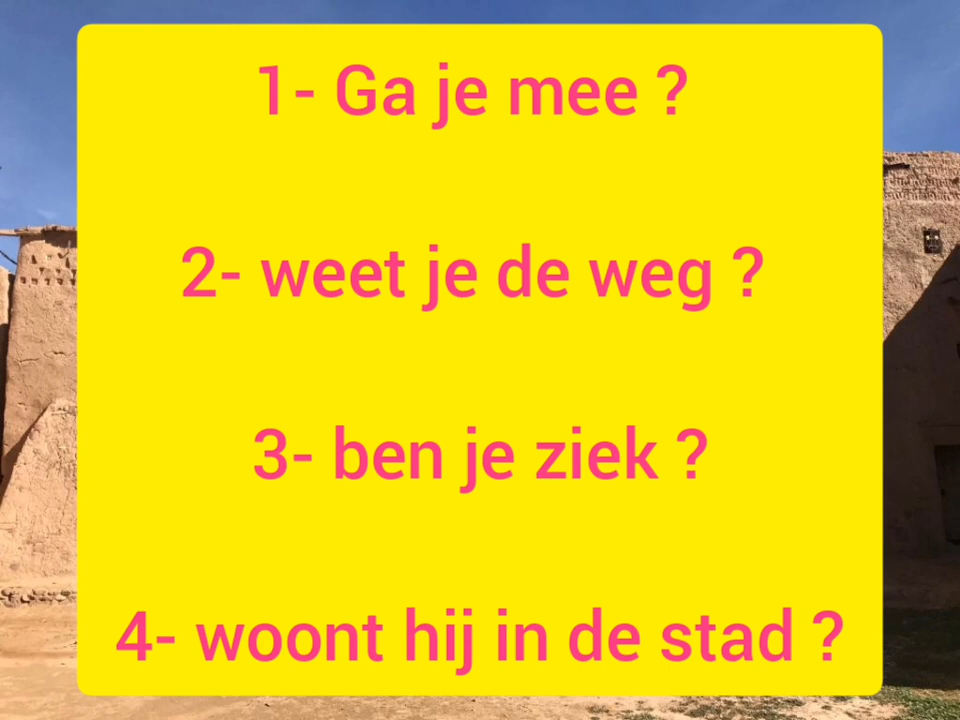 1- Ga je mee ?
2- weet je de weg ?
3- ben je ziek ?
4- woont hij in de stad ?